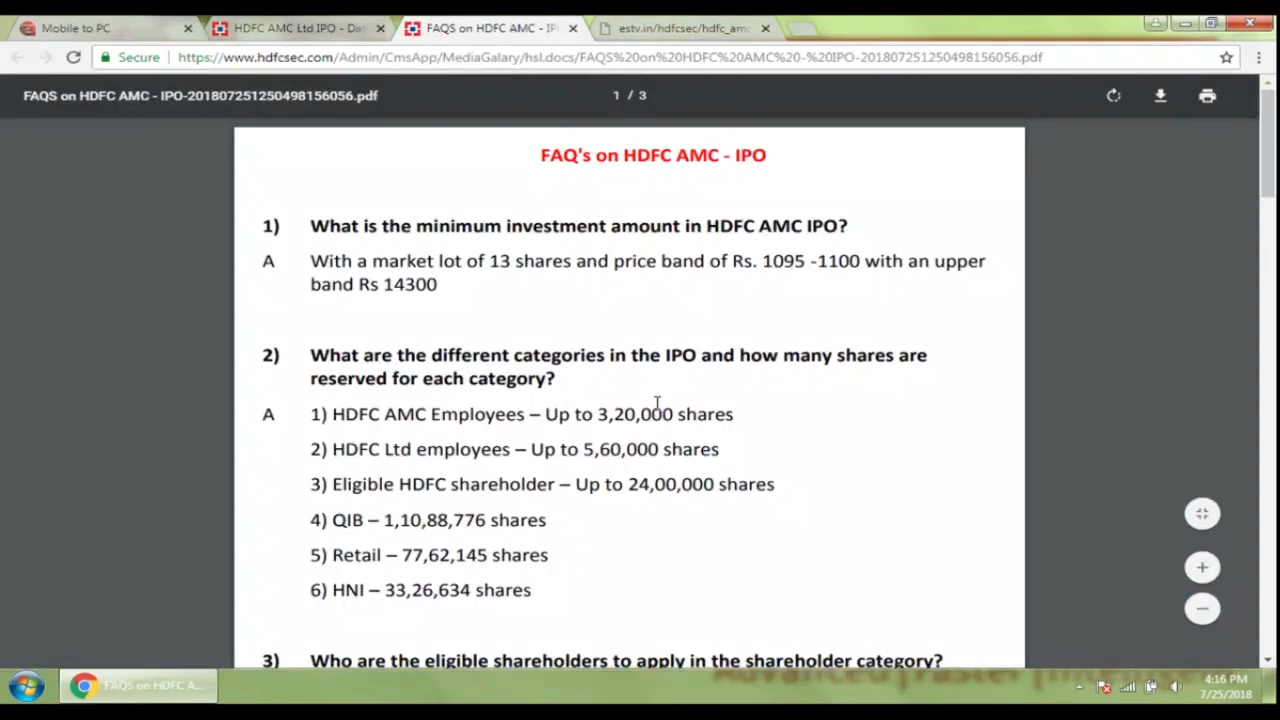 Mobile to PC
HDFC AMC Ltd IPO - Da
FAQS on HDFC AMC - IP
estv.in/hdfcsec/hdfc_amc
Secure https://www.hdfcsec.com/Admin/CmsApp/MediaGalary/hsl.docs/FAQS%20on%20HDFC%20AMC%20-%20IPO-201807251250498156056.pdf
FAQS on HDFC AMC - IPO-201807251250498156056.pdf
1 / 3
FAQ's on HDFC AMC - IPO
1) What is the minimum investment amount in HDFC AMC IPO?
A With a market lot of 13 shares and price band of Rs. 1095 -1100 with an upper
band Rs 14300
2) What are the different categories in the IPO and how many shares are
reserved for each category?
A 1) HDFC AMC Employees – Up to 3,20,000 shares
2) HDFC Ltd employees – Up to 5,60,000 shares
3) Eligible HDFC shareholder – Up to 24,00,000 shares
4) QIB – 1,10,88,776 shares
5) Retail – 77,62,145 shares
6) HNI – 33,26,634 shares
3) Who are the eligible shareholders to apply in the shareholder category?
FAQS on HDFC A...
4:16 PM
7/25/2018